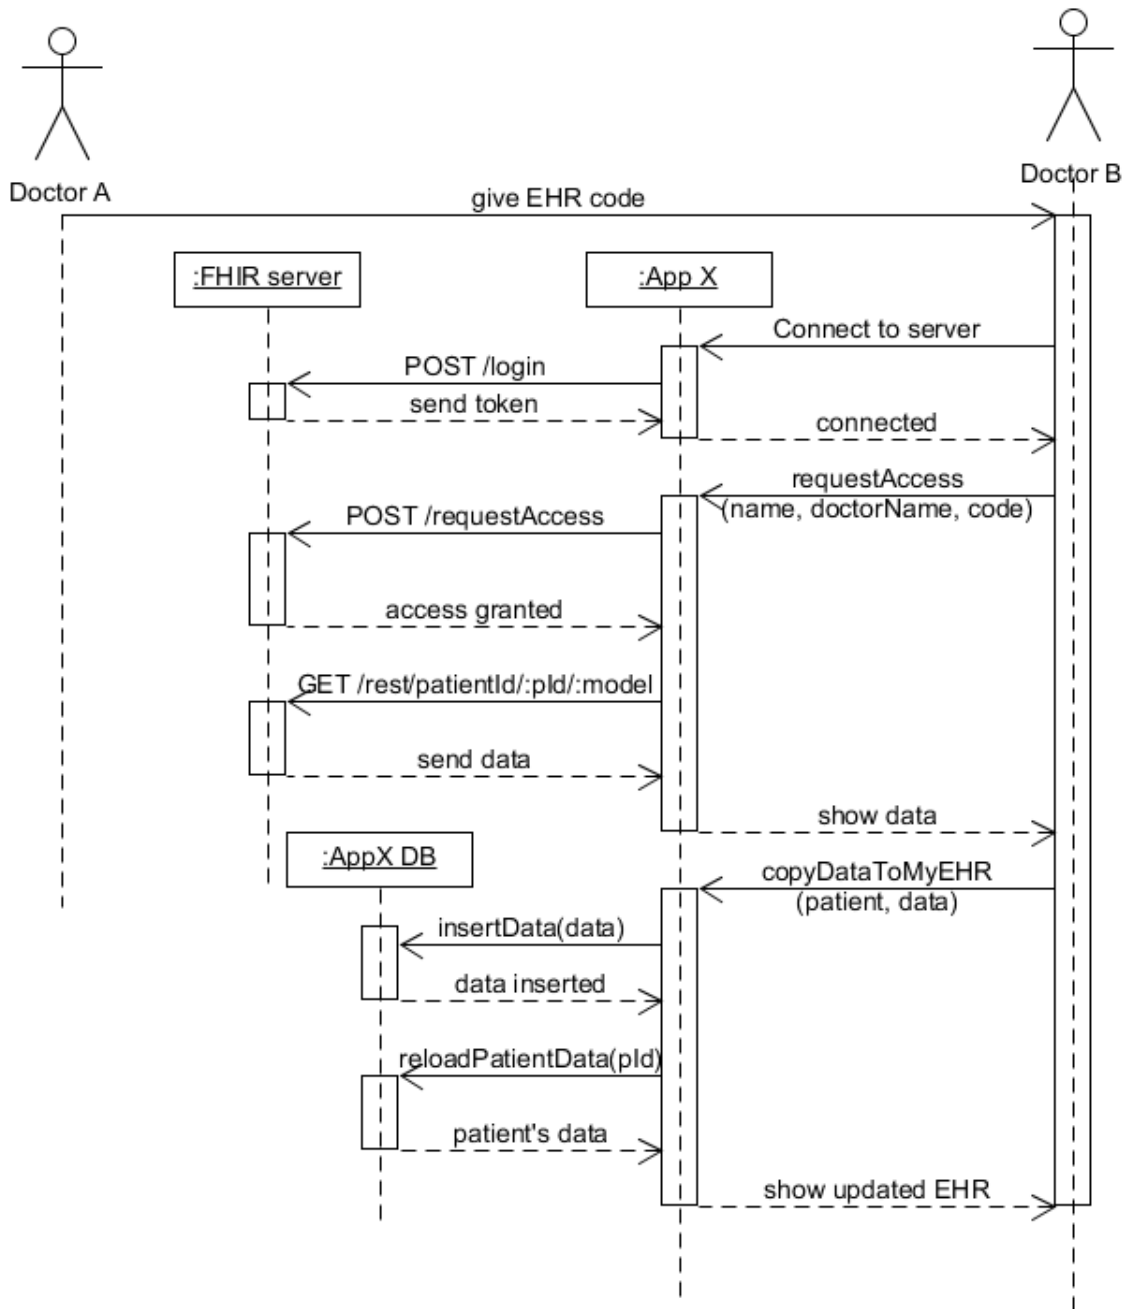 Doctor A
Doctor B
give EHR code
:FHIR server
:App X
Connect to server
POST /login
send token
connected
requestAccess
(name, doctorName, code)
POST /requestAccess
access granted
GET /rest/patientId/:pId/:model
send data
show data
:AppX DB
copyDataToMyEHR
(patient, data)
insertData(data)
data inserted
reloadPatientData(pId)
patient's data
show updated EHR